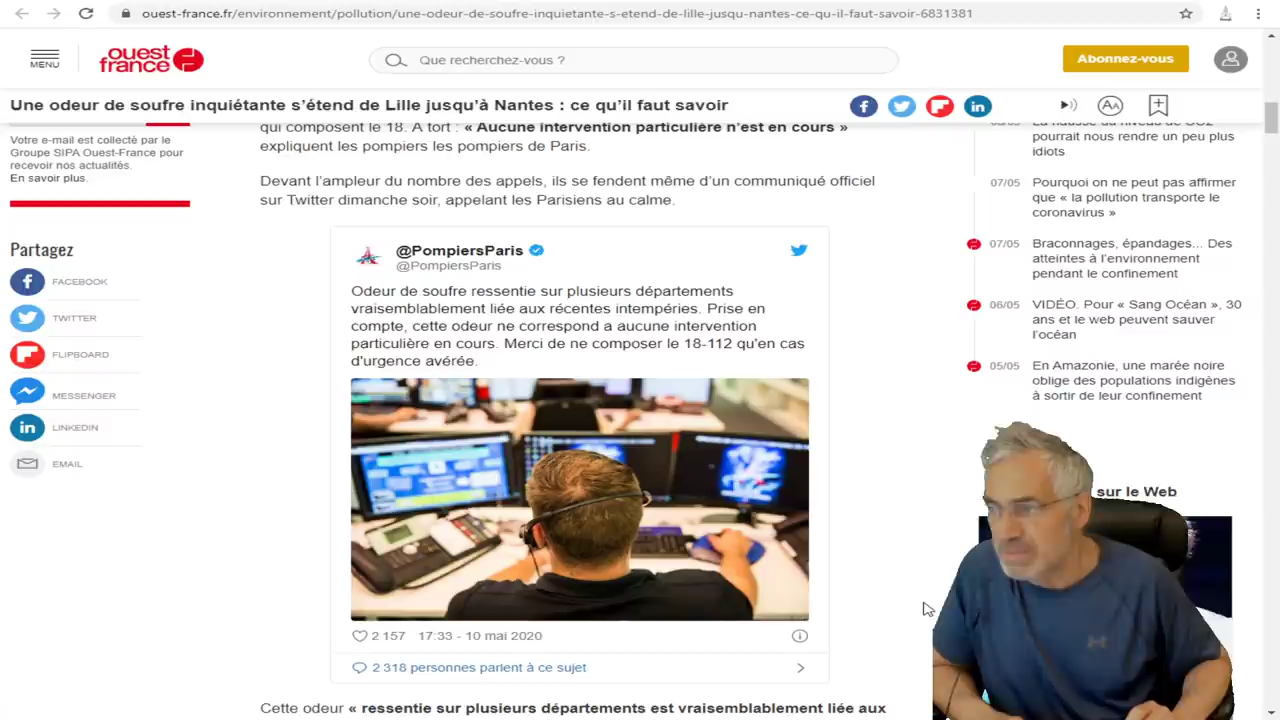 ouest-france.fr/environnement/pollution/une-odeur-de-soufre-inquietante-s-etend-de-lille-jusqu-nantes-ce-qu-il-faut-savoir-6831381
MENU
ouest
france
Que recherchez-vous ?
Abonnez-vous
Une odeur de soufre inquiétante s'étend de Lille jusqu'à Nantes : ce qu'il faut savoir
Votre e-mail est collecté par le
Groupe SIPA Ouest-France pour
recevoir nos actualités.
En savoir plus.
Partagez
FACEBOOK
TWITTER
FLIPBOARD
MESSENGER
LINKEDIN
EMAIL
qui composent le 18. A tort : « Aucune intervention particulière n'est en cours »
expliquent les pompiers les pompiers de Paris.
Devant l'ampleur du nombre des appels, ils se fendent même d'un communiqué officiel
sur Twitter dimanche soir, appelant les Parisiens au calme.
@PompiersParis
@PompiersParis
Odeur de soufre ressentie sur plusieurs départements
vraisemblablement liée aux récentes intempéries. Prise en
compte, cette odeur ne correspond a aucune intervention
particulière en cours. Merci de ne composer le 18-112 qu'en cas
d'urgence avérée.
2 157 17:33 - 10 mai 2020
2 318 personnes parlent à ce sujet
Cette odeur « ressentie sur plusieurs départements est vraisemblablement liée aux
La hausse du niveau de CO2
pourrait nous rendre un peu plus
idiots
07/05 Pourquoi on ne peut pas affirmer
que « la pollution transporte le
coronavirus »
07/05 Braconnages, épandages... Des
atteintes à l'environnement
pendant le confinement
06/05 VIDÉO. Pour « Sang Océan », 30
ans et le web peuvent sauver
l'océan
05/05 En Amazonie, une marée noire
oblige des populations indigènes
à sortir de leur confinement
sur le Web